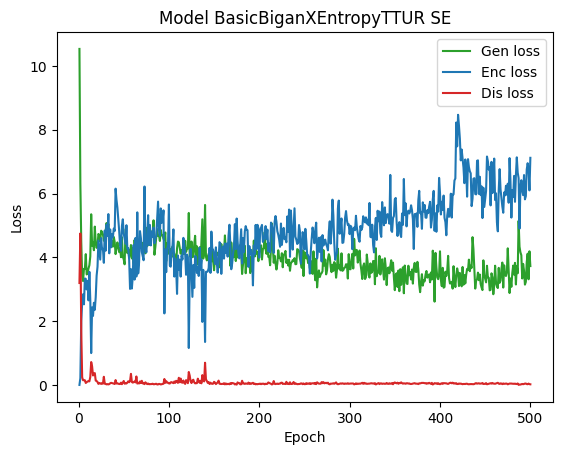 Model BasicBiganXEntropyTTUR SE
Gen loss
Enc loss
Dis loss
Loss
10
8
6
4
2
0
0 100 200 300 400 500
Epoch